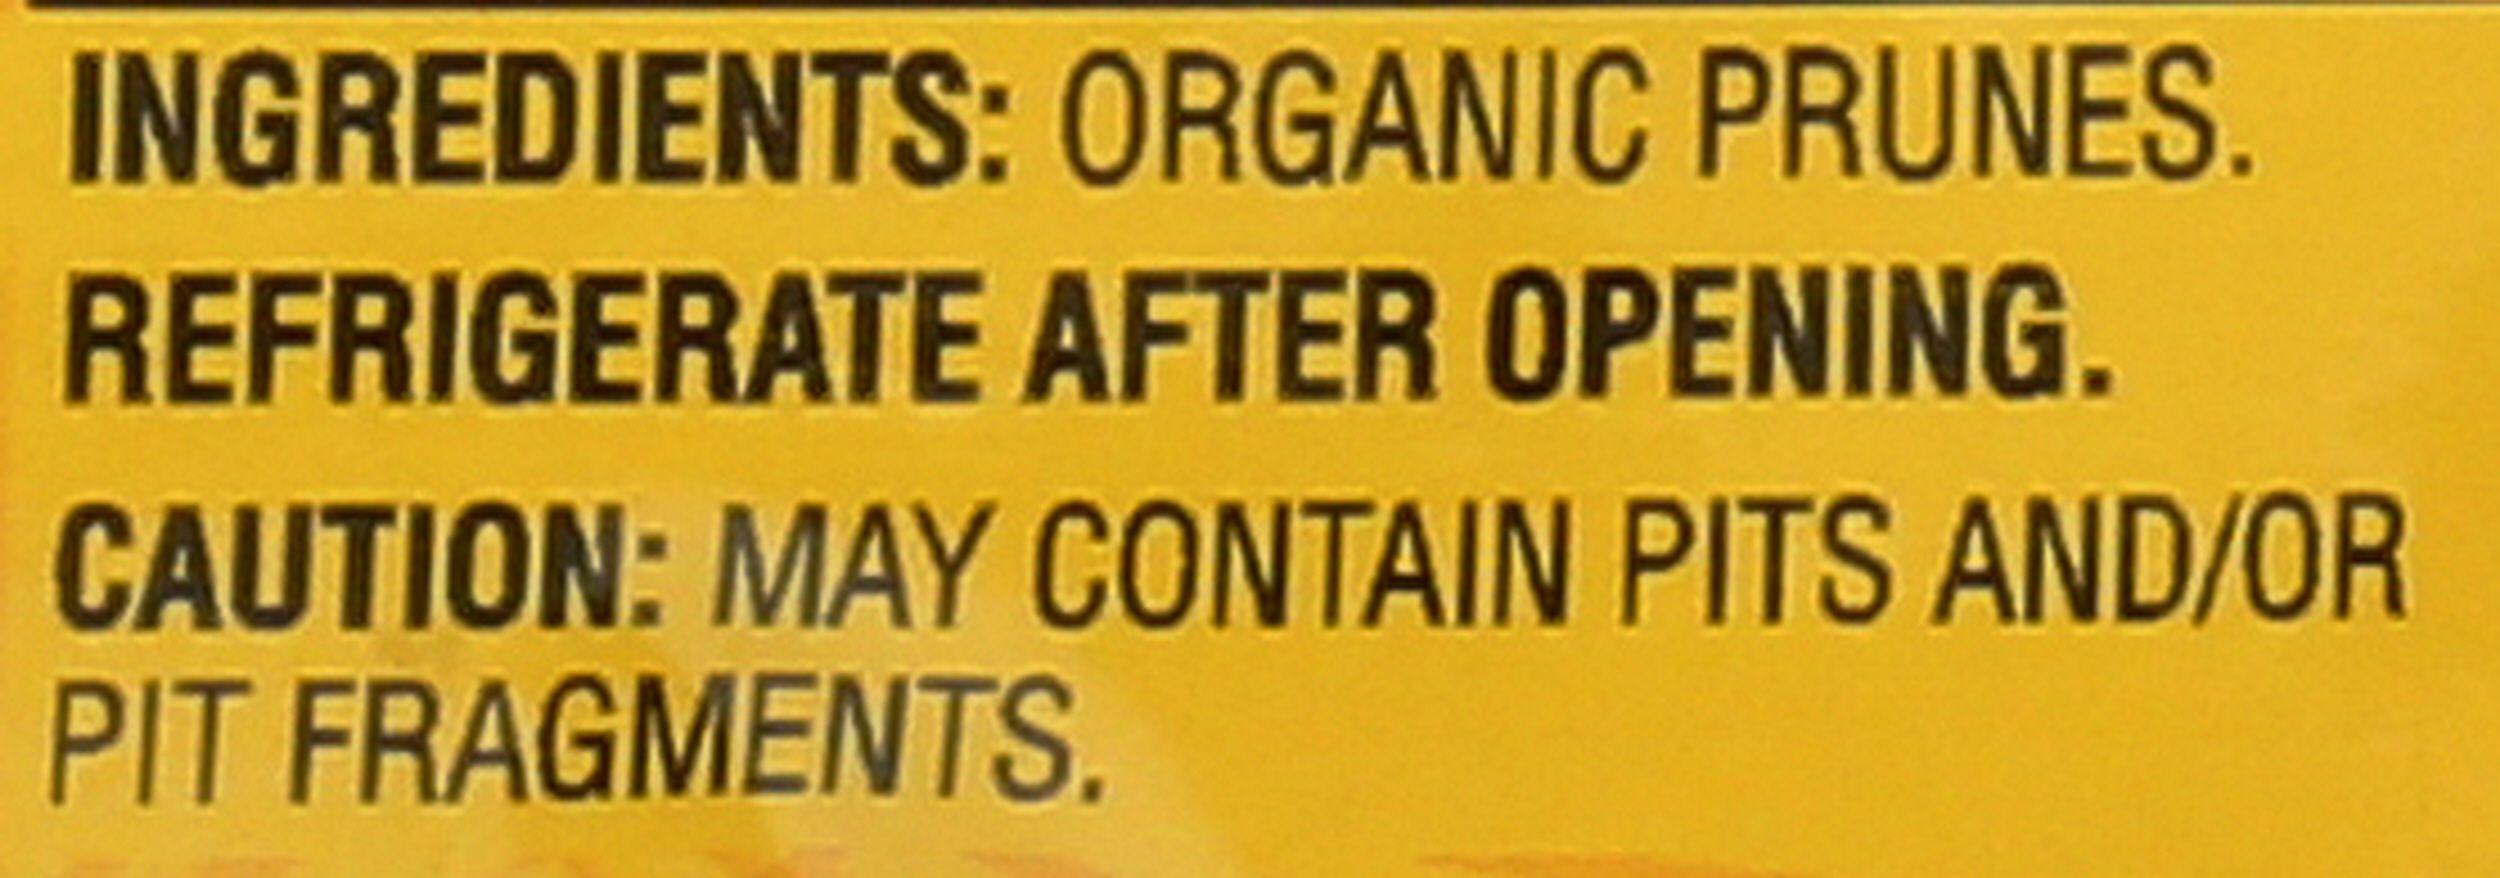 INGREDIENTS: ORGANIC PRUNES.
REFRIGERATE AFTER OPENING.
CAUTION: MAY CONTAIN PITS AND/OR
PIT FRAGMENTS.